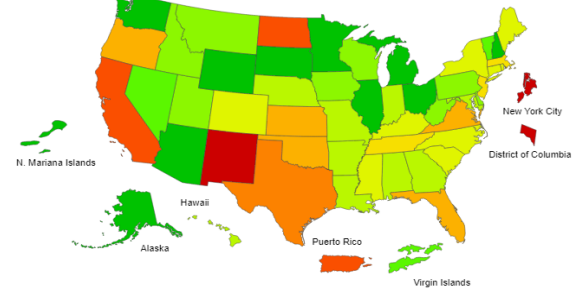 New York City
District of Columbia
N. Mariana Islands
Hawaii
Alaska
Puerto Rico
Virgin Islands